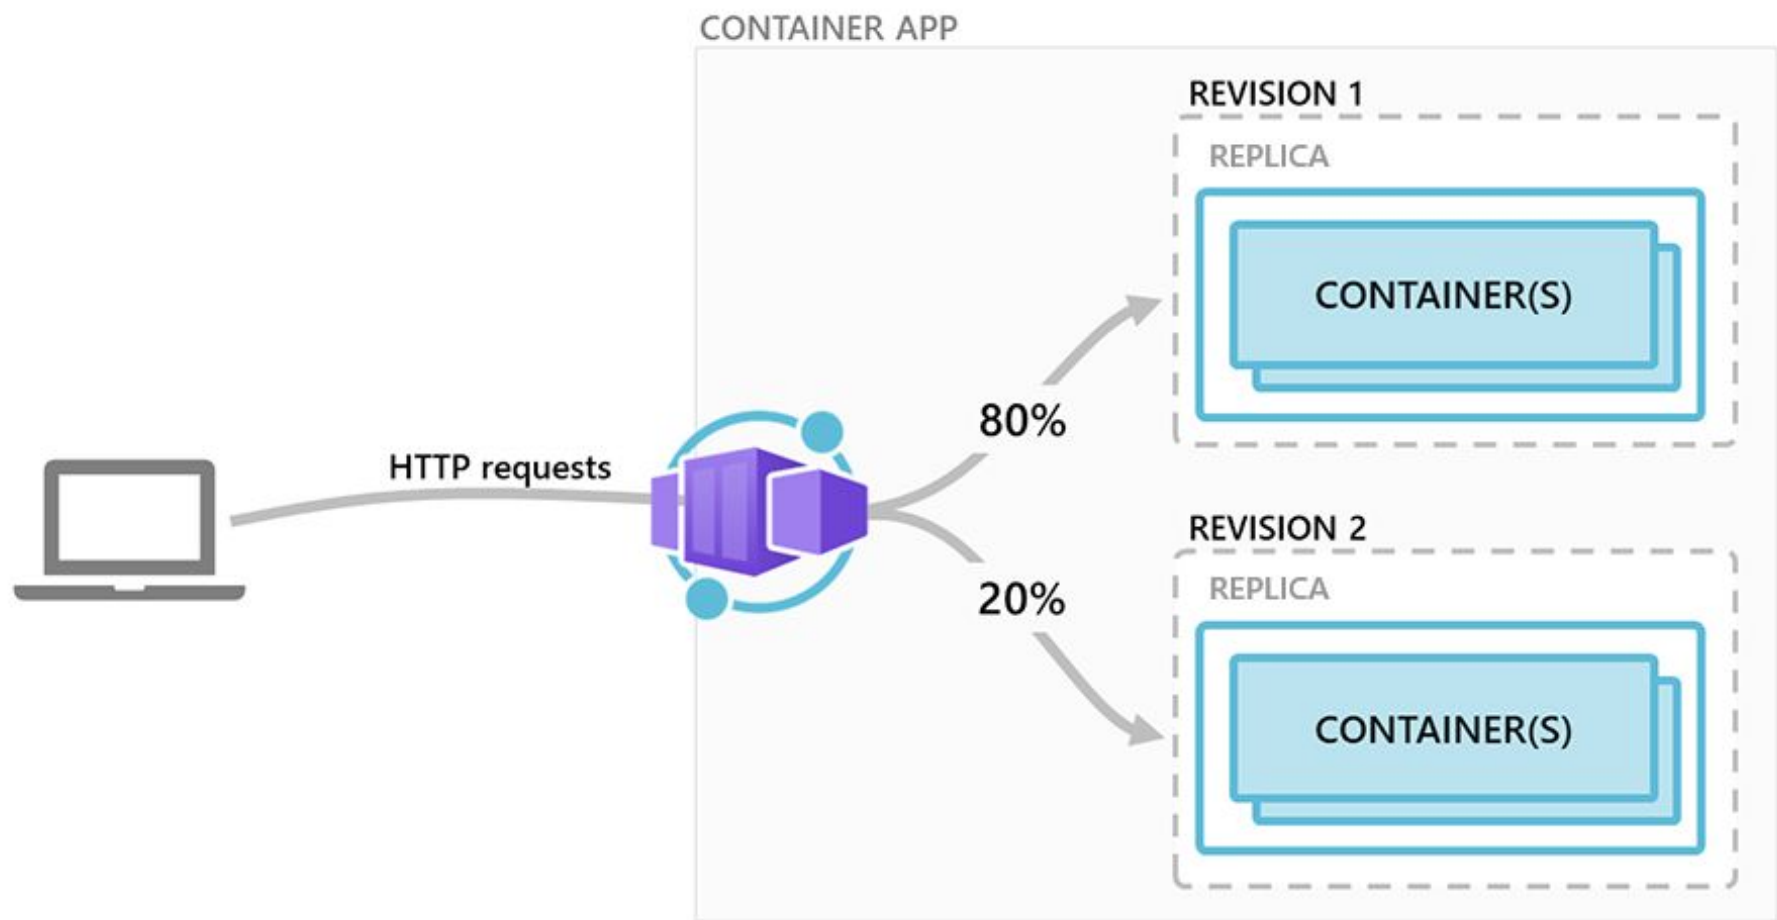 CONTAINER APP
REVISION 1
REPLICA
CONTAINER(S)
80%
HTTP requests
REVISION 2
REPLICA
20%
CONTAINER(S)